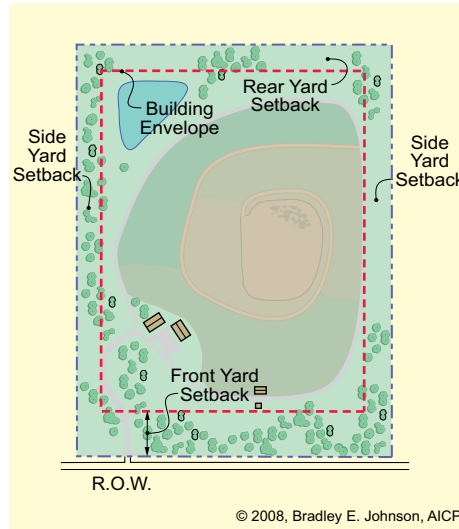 Rear Yard
Setback
Building
Envelope
Side
Yard
Setback
Side
Yard
Setback
Front Yard
Setback
R.O.W.
© 2008, Bradley E. Johnson, AICP